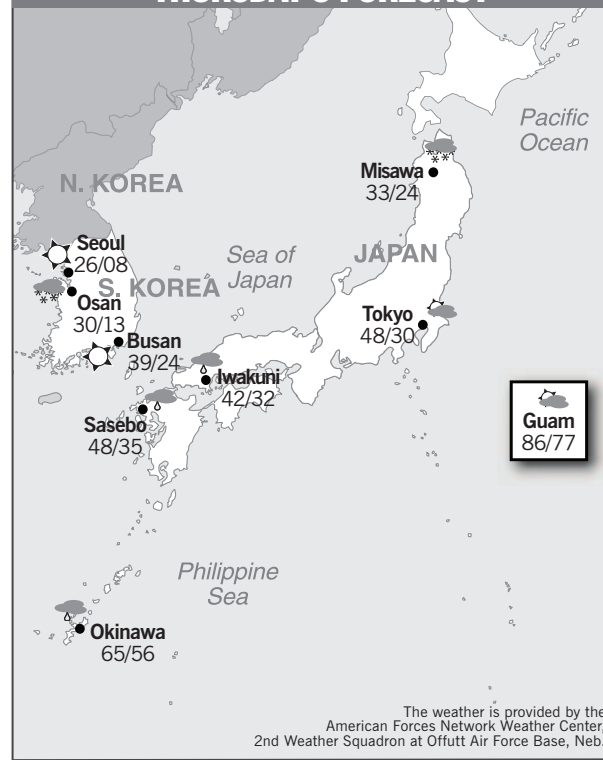 Pacific
Ocean
Misawa
33/24
N. KOREA
Seoul
26/08
Sea of
Japan
JAPAN
S. KOREA
Osan
30/13
Tokyo
48/30
Busan
39/24
Iwakuni
42/32
Sasebo
48/35
Guam
86/77
Philippine
Sea
Okinawa
65/56
The weather is provided by the
American Forces Network Weather Center,
2nd Weather Squadron at Offutt Air Force Base, Neb.